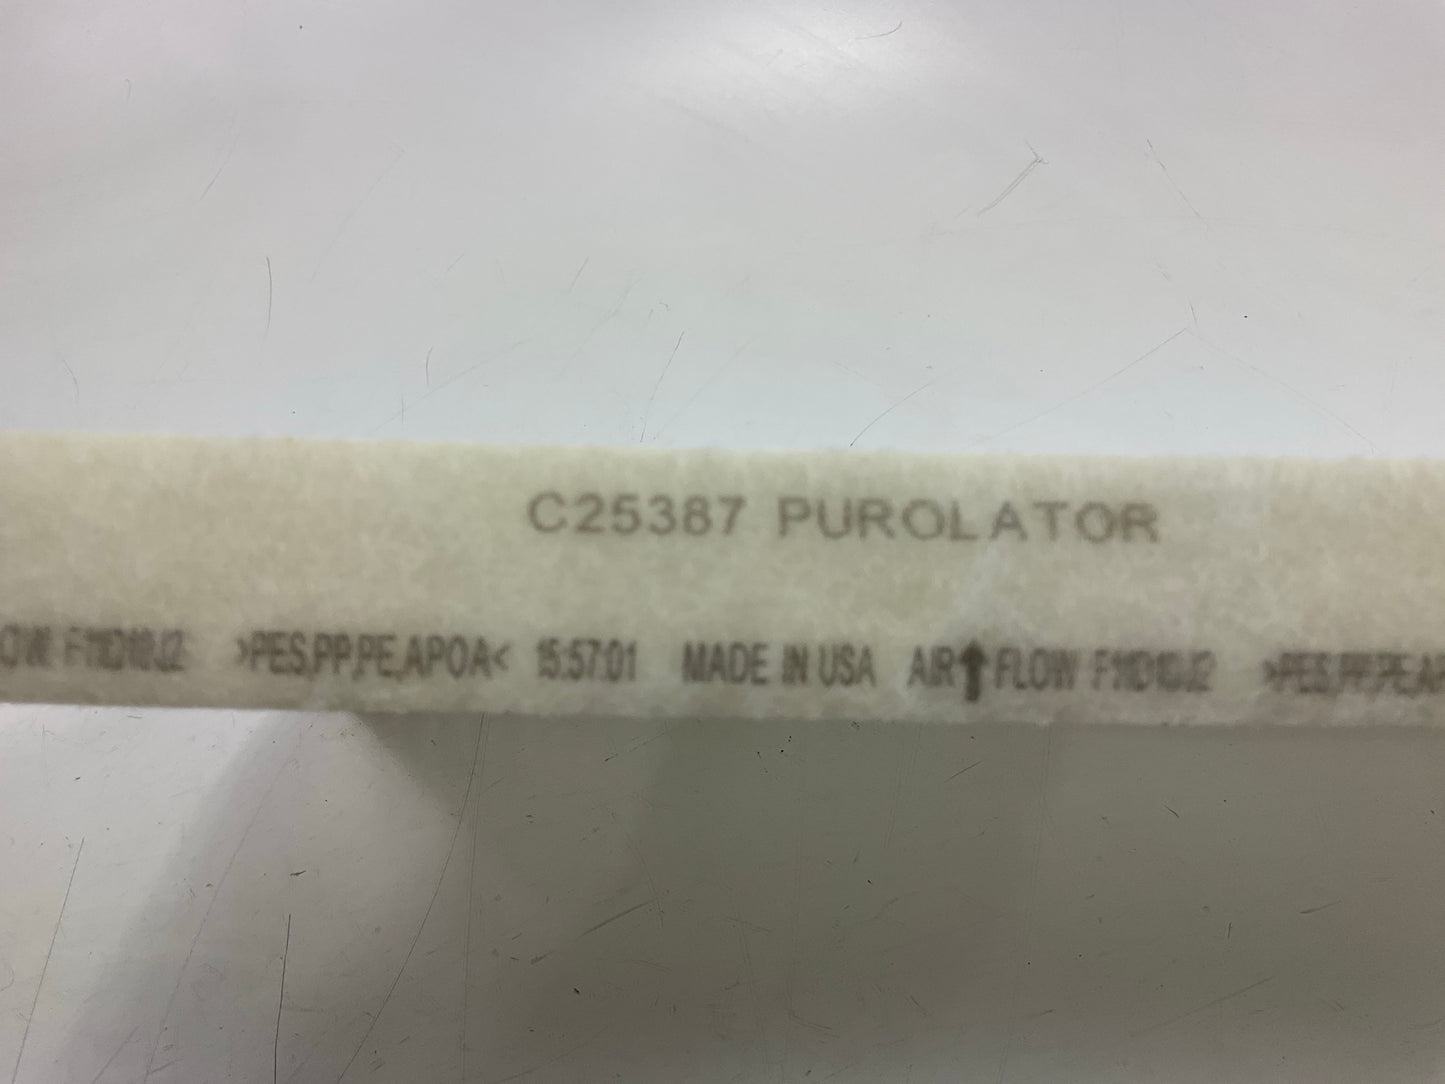 C25387 PUROLATOR
>PES,PP,PE,APOA< 15:57:01 MADE IN USA AIR↑FLOW